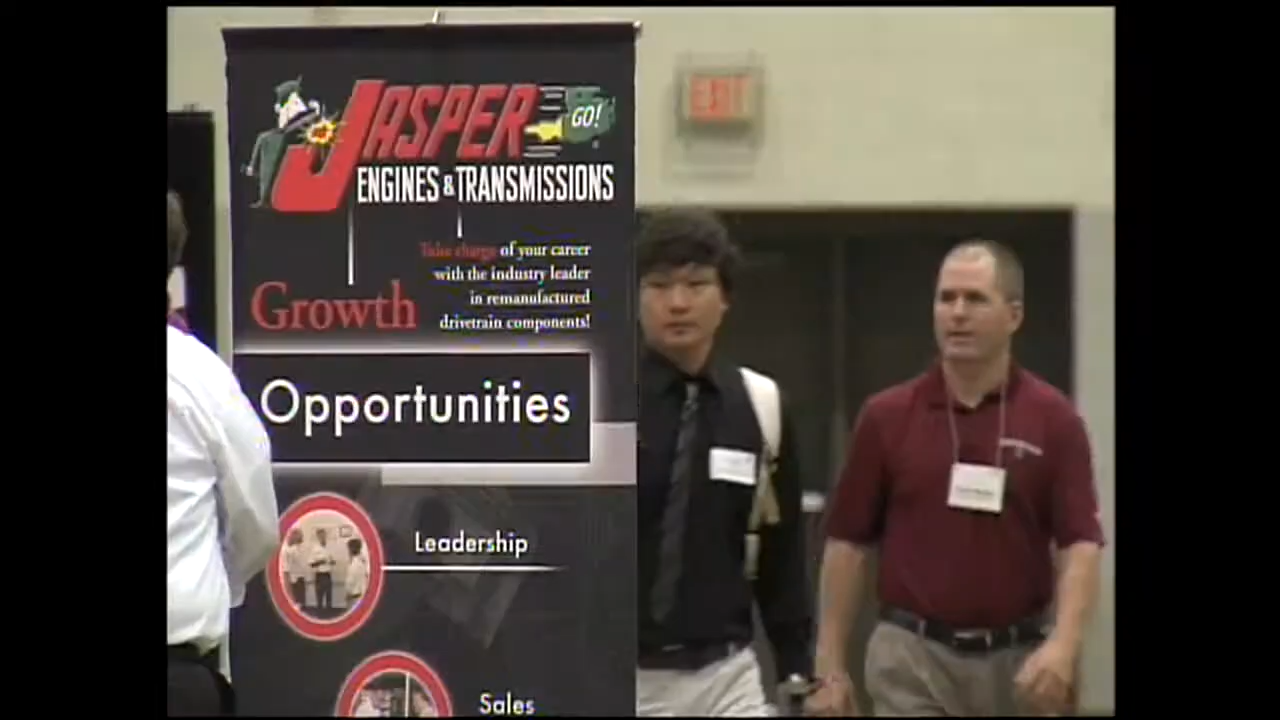 EXIT
JASPER
GO!
ENGINES & TRANSMISSIONS
Take charge of your career
with the industry leader
in remanufactured
drivetrain components!
Growth
Opportunities
Leadership
Sales